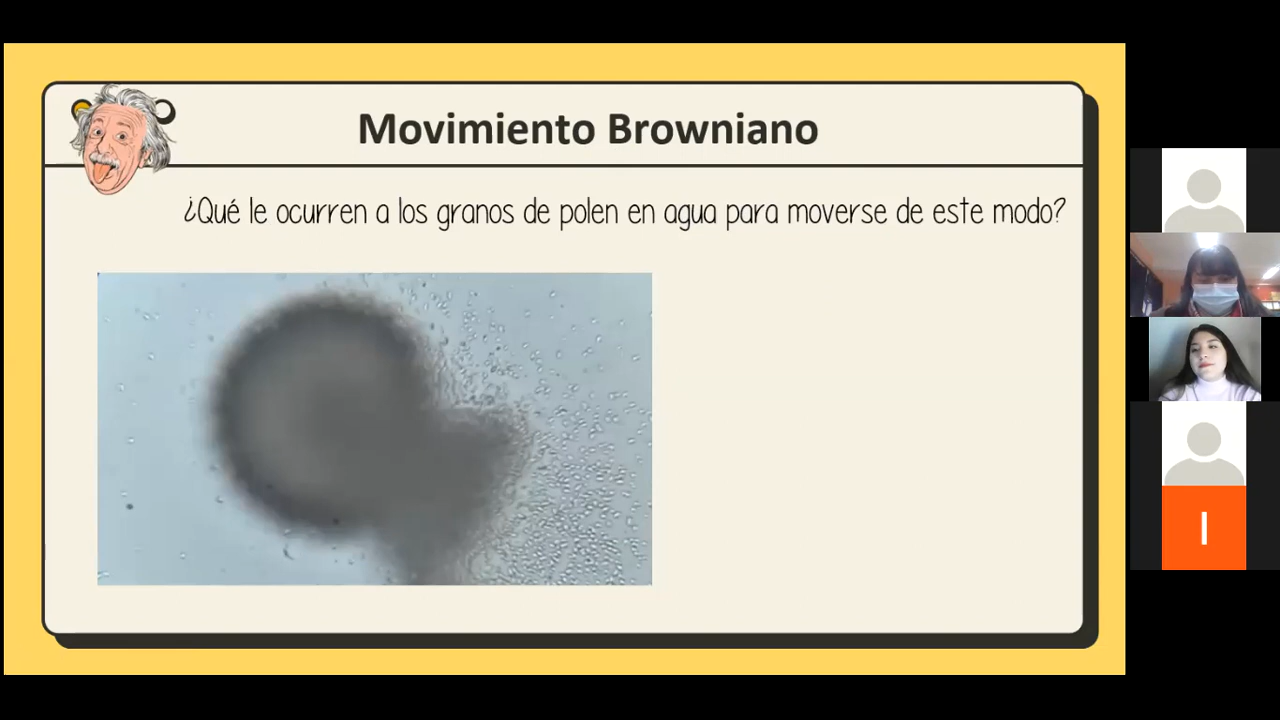 Movimiento Browniano
¿Qué le ocurren a los granos de polen en agua para moverse de este modo?
I